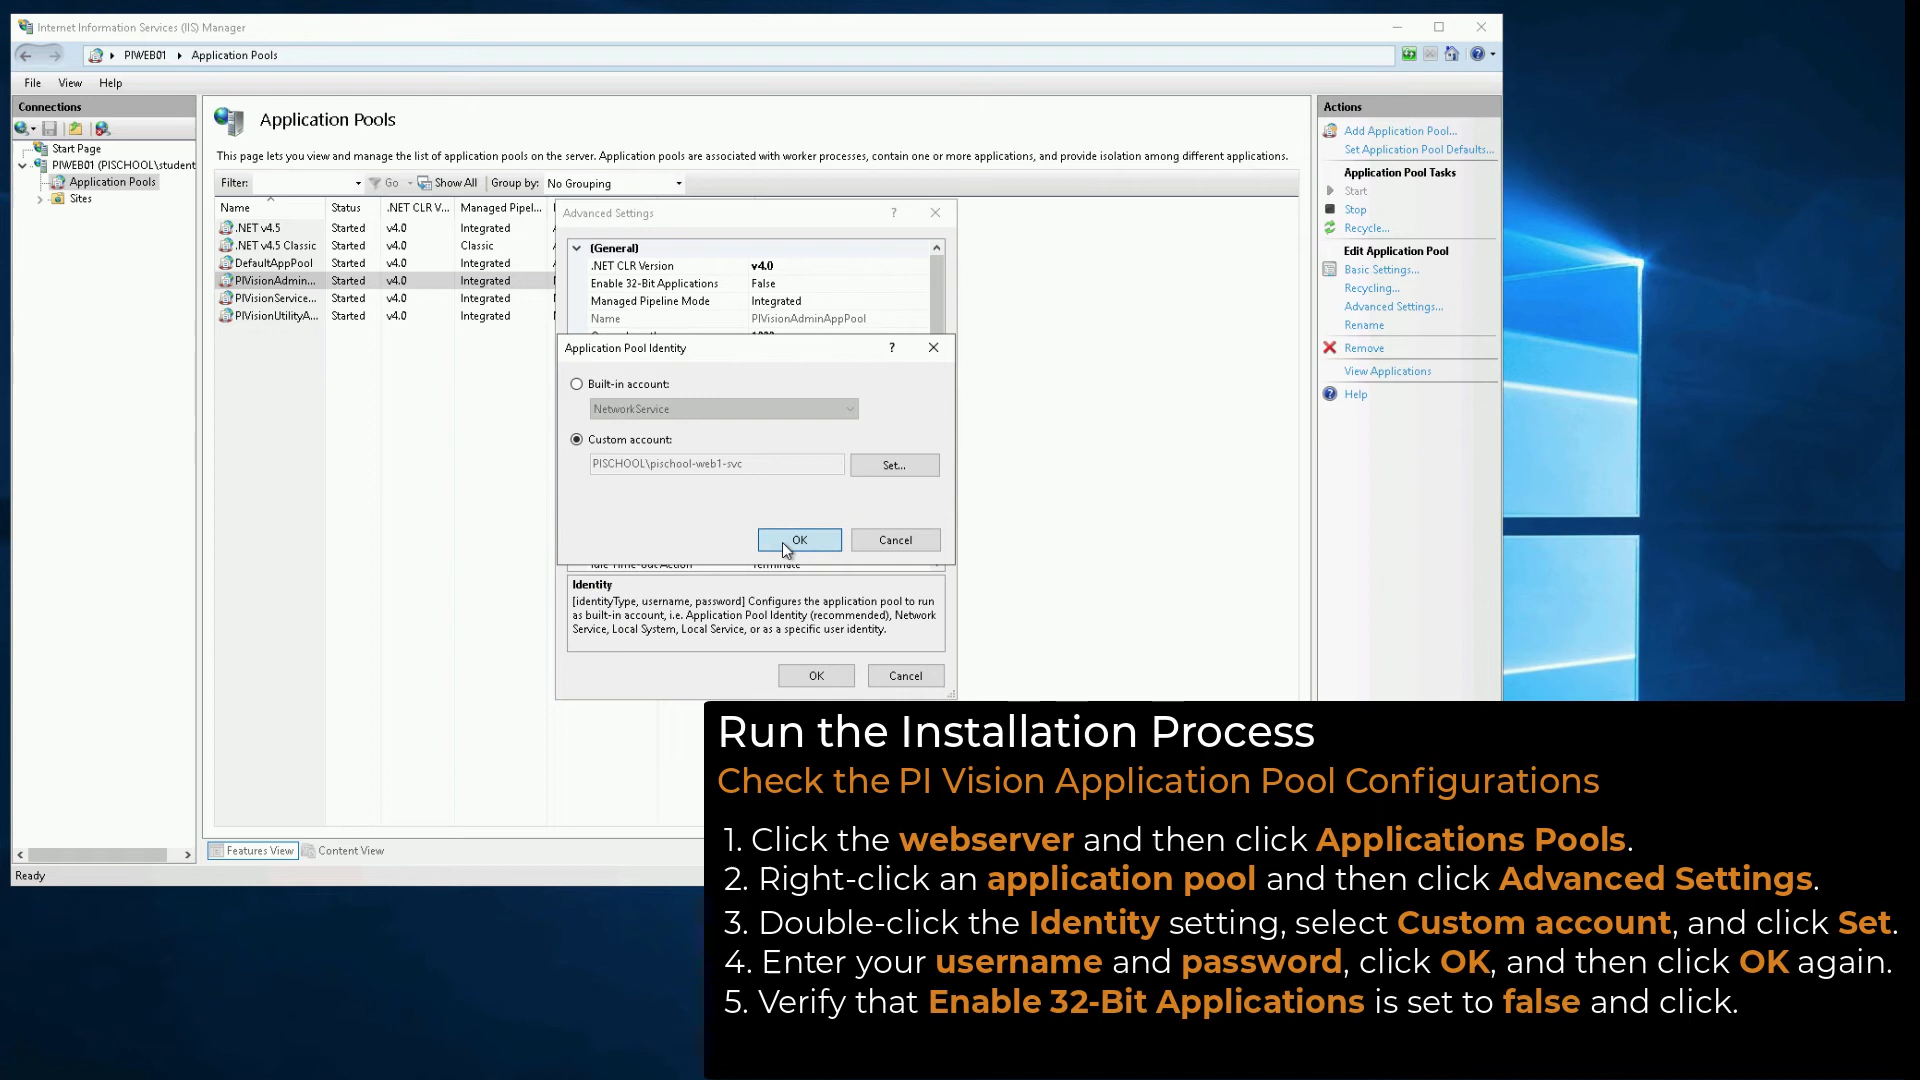 Internet Information Services (IIS) Manager
PIWEB01 Application Pools
File View Help
Connections
Start Page
PIWEB01 (PISCHOOL\student
Application Pools
Sites
Application Pools
This page lets you view and manage the list of application pools on the server. Application pools are associated with worker processes, contain one or more applications, and provide isolation among different applications.
Filter: Go Show All Group by: No Grouping
Name Status .NET CLR V... Managed Pipel...
.NET v4.5 Started v4.0 Integrated
.NET v4.5 Classic Started v4.0 Classic
DefaultAppPool Started v4.0 Integrated
PIVisionAdmin... Started v4.0 Integrated
PIVisionService... Started v4.0 Integrated
PIVisionUtilityA... Started v4.0 Integrated
Advanced Settings ?
(General)
.NET CLR Version v4.0
Enable 32-Bit Applications False
Managed Pipeline Mode Integrated
Name PIVisionAdminAppPool
Application Pool Identity ?
Built-in account:
NetworkService
Custom account:
PISCHOOL\pischool-web1-svc Set...
OK Cancel
Idle Time-out Action Terminate
Identity
[identityType, username, password] Configures the application pool to run
as built-in account, i.e. Application Pool Identity (recommended), Network
Service, Local System, Local Service, or as a specific user identity.
OK Cancel
Actions
Add Application Pool...
Set Application Pool Defaults...
Application Pool Tasks
Start
Stop
Recycle...
Edit Application Pool
Basic Settings...
Recycling...
Advanced Settings...
Rename
Remove
View Applications
Help
Features View Content View
Ready
Run the Installation Process
Check the PI Vision Application Pool Configurations
1. Click the webserver and then click Applications Pools.
2. Right-click an application pool and then click Advanced Settings.
3. Double-click the Identity setting, select Custom account, and click Set.
4. Enter your username and password, click OK, and then click OK again.
5. Verify that Enable 32-Bit Applications is set to false and click.